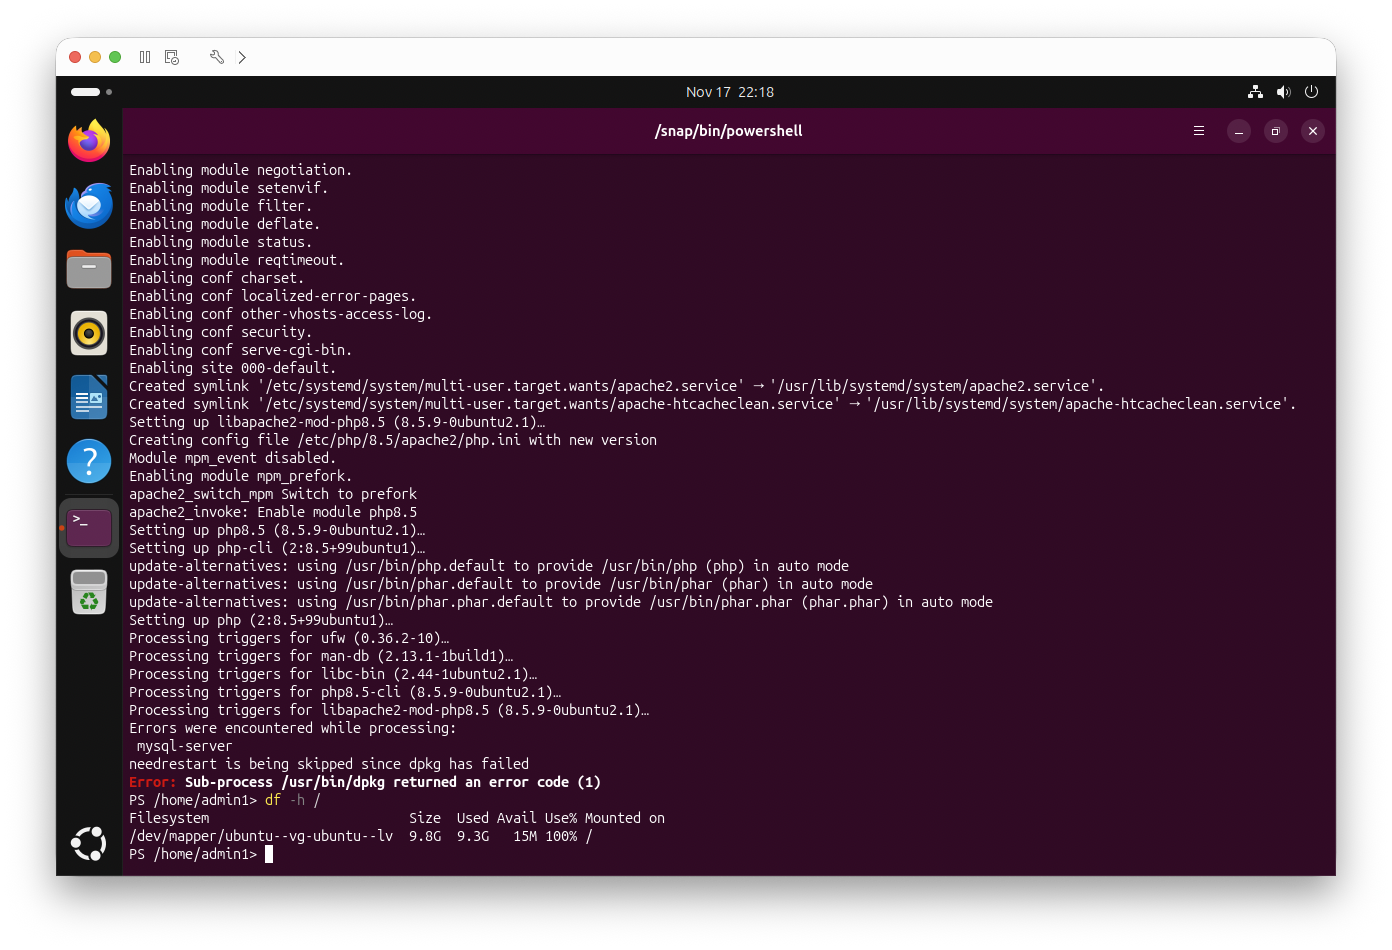 Nov 17 22:18
/snap/bin/powershell
Enabling module negotiation.
Enabling module setenvif.
Enabling module filter.
Enabling module deflate.
Enabling module status.
Enabling module reqtimeout.
Enabling conf charset.
Enabling conf localized-error-pages.
Enabling conf other-vhosts-access-log.
Enabling conf security.
Enabling conf serve-cgi-bin.
Enabling site 000-default.
Created symlink '/etc/systemd/system/multi-user.target.wants/apache2.service' → '/usr/lib/systemd/system/apache2.service'.
Created symlink '/etc/systemd/system/multi-user.target.wants/apache-htcacheclean.service' → '/usr/lib/systemd/system/apache-htcacheclean.service'.
Setting up libapache2-mod-php8.5 (8.5.9-0ubuntu2.1)…
Creating config file /etc/php/8.5/apache2/php.ini with new version
Module mpm_event disabled.
Enabling module mpm_prefork.
apache2_switch_mpm Switch to prefork
apache2_invoke: Enable module php8.5
Setting up php8.5 (8.5.9-0ubuntu2.1)…
Setting up php-cli (2:8.5+99ubuntu1)…
update-alternatives: using /usr/bin/php.default to provide /usr/bin/php (php) in auto mode
update-alternatives: using /usr/bin/phar.default to provide /usr/bin/phar (phar) in auto mode
update-alternatives: using /usr/bin/phar.phar.default to provide /usr/bin/phar.phar (phar.phar) in auto mode
Setting up php (2:8.5+99ubuntu1)…
Processing triggers for ufw (0.36.2-10)…
Processing triggers for man-db (2.13.1-1build1)…
Processing triggers for libc-bin (2.44-1ubuntu2.1)…
Processing triggers for php8.5-cli (8.5.9-0ubuntu2.1)…
Processing triggers for libapache2-mod-php8.5 (8.5.9-0ubuntu2.1)…
Errors were encountered while processing:
mysql-server
needrestart is being skipped since dpkg has failed
Error: Sub-process /usr/bin/dpkg returned an error code (1)
PS /home/admin1> df -h /
Filesystem Size Used Avail Use% Mounted on
/dev/mapper/ubuntu--vg-ubuntu--lv 9.8G 9.3G 15M 100% /
PS /home/admin1>